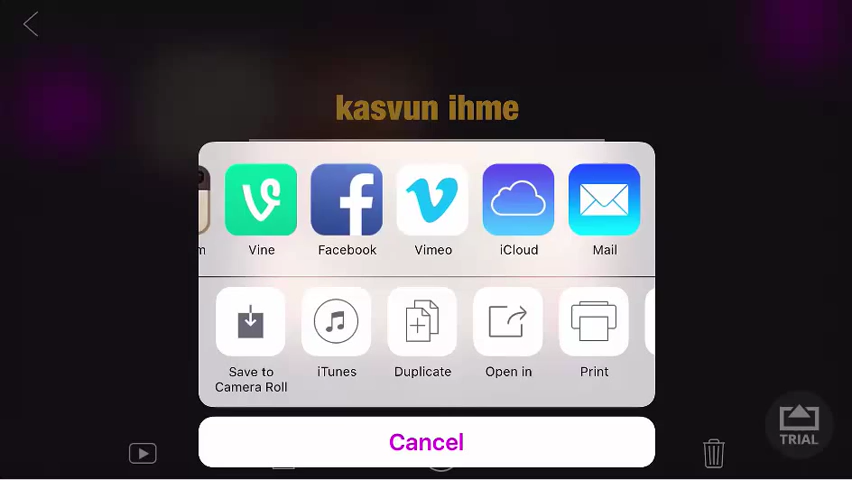 kasvun ihme
m
Vine
Facebook
Vimeo
iCloud
Mail
Save to
Camera Roll
iTunes
Duplicate
Open in
Print
Cancel
TRIAL